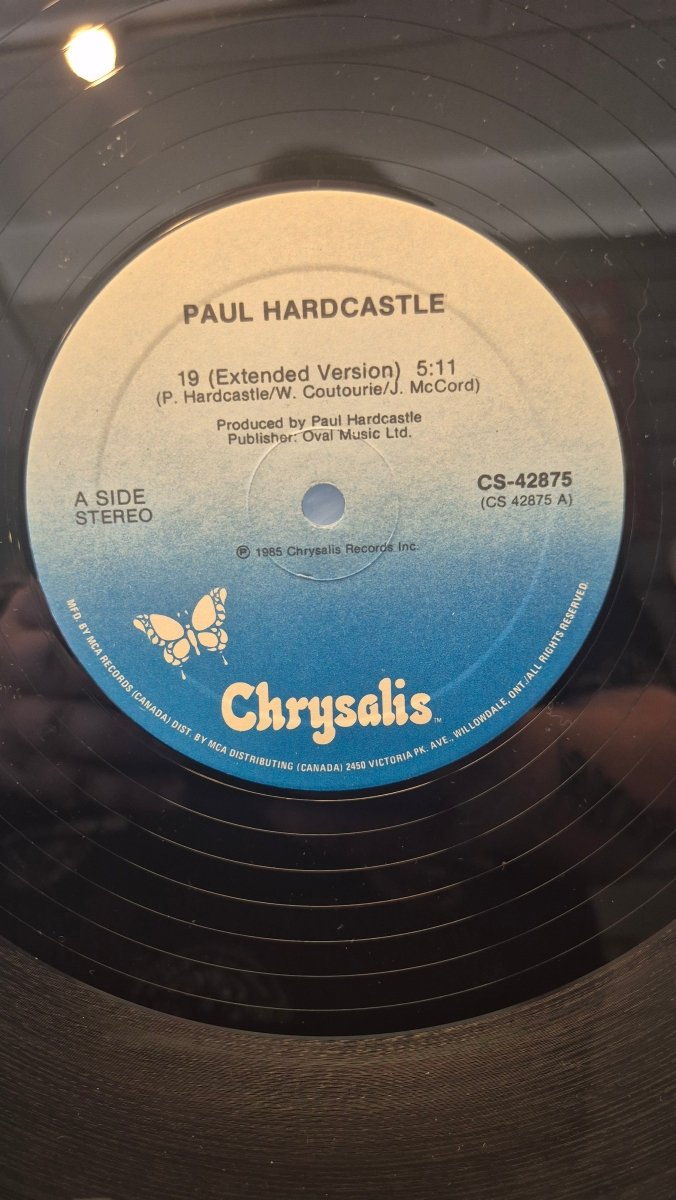 PAUL HARDCASTLE
19 (Extended Version) 5:11
(P. Hardcastle/W. Coutourie/J. McCord)
Produced by Paul Hardcastle
Publisher: Oval Music Ltd.
A SIDE
STEREO
CS-42875
(CS 42875 A)
℗ 1985 Chrysalis Records Inc.
Chrysalis™
MFD. BY MCA RECORDS (CANADA) DIST. BY MCA DISTRIBUTING (CANADA) 2450 VICTORIA PK. AVE., WILLOWDALE, ONT./ALL RIGHTS RESERVED.